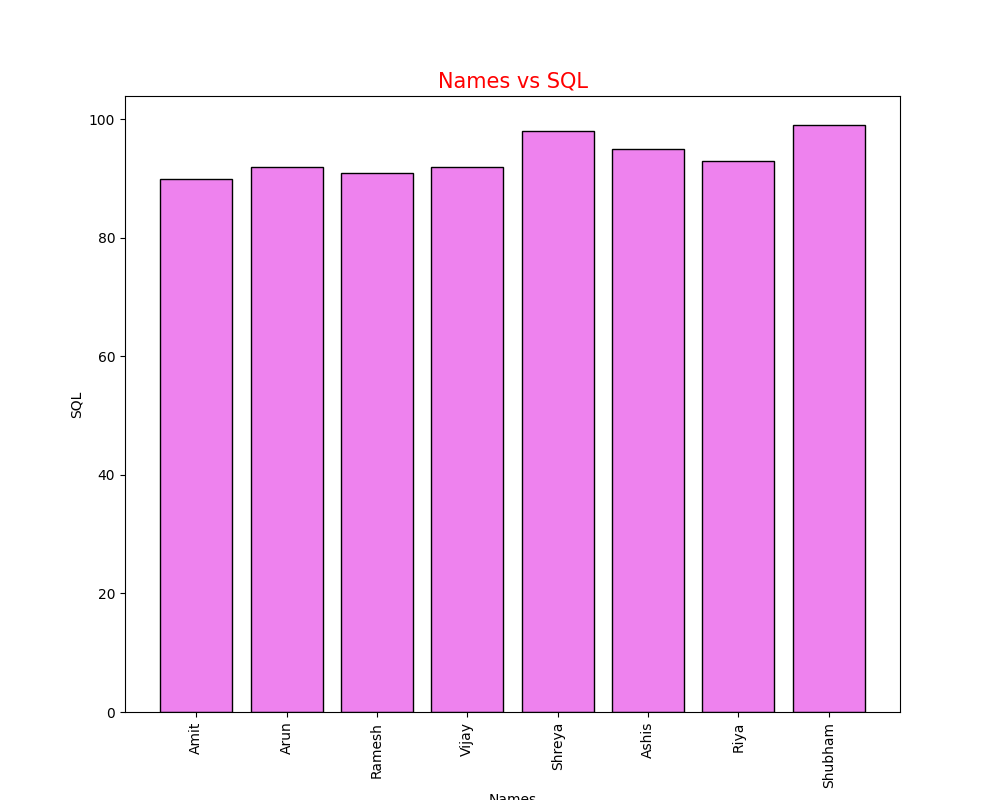 Names vs SQL
100
80
60
40
20
0
SQL
Amit
Arun
Ramesh
Vijay
Shreya
Ashis
Riya
Shubham
Names